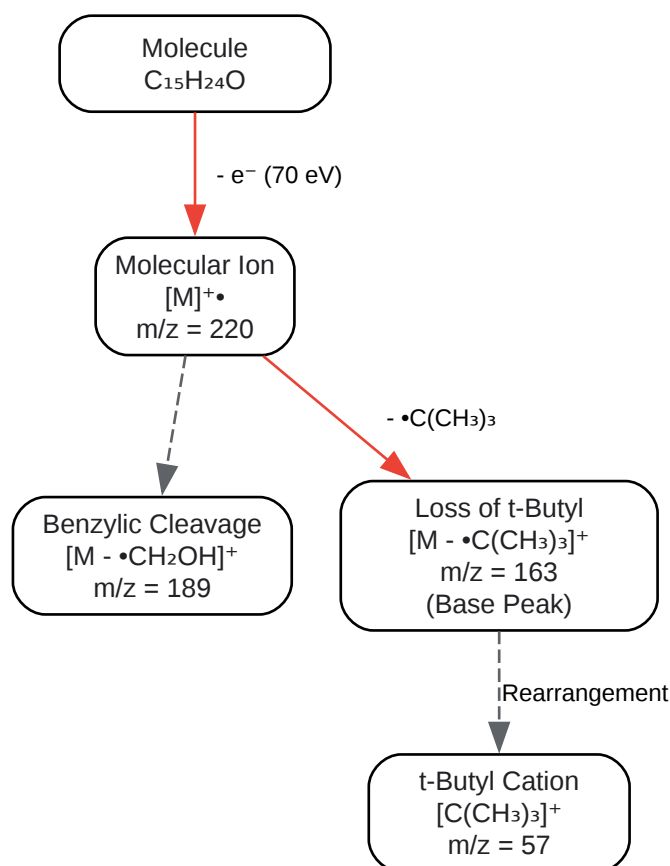 Molecule
C₁₅H₂₄O
- e⁻ (70 eV)
Molecular Ion
[M]⁺•
m/z = 220
- •C(CH₃)₃
Benzylic Cleavage
[M - •CH₂OH]⁺
m/z = 189
Loss of t-Butyl
[M - •C(CH₃)₃]⁺
m/z = 163
(Base Peak)
Rearrangement
t-Butyl Cation
[C(CH₃)₃]⁺
m/z = 57